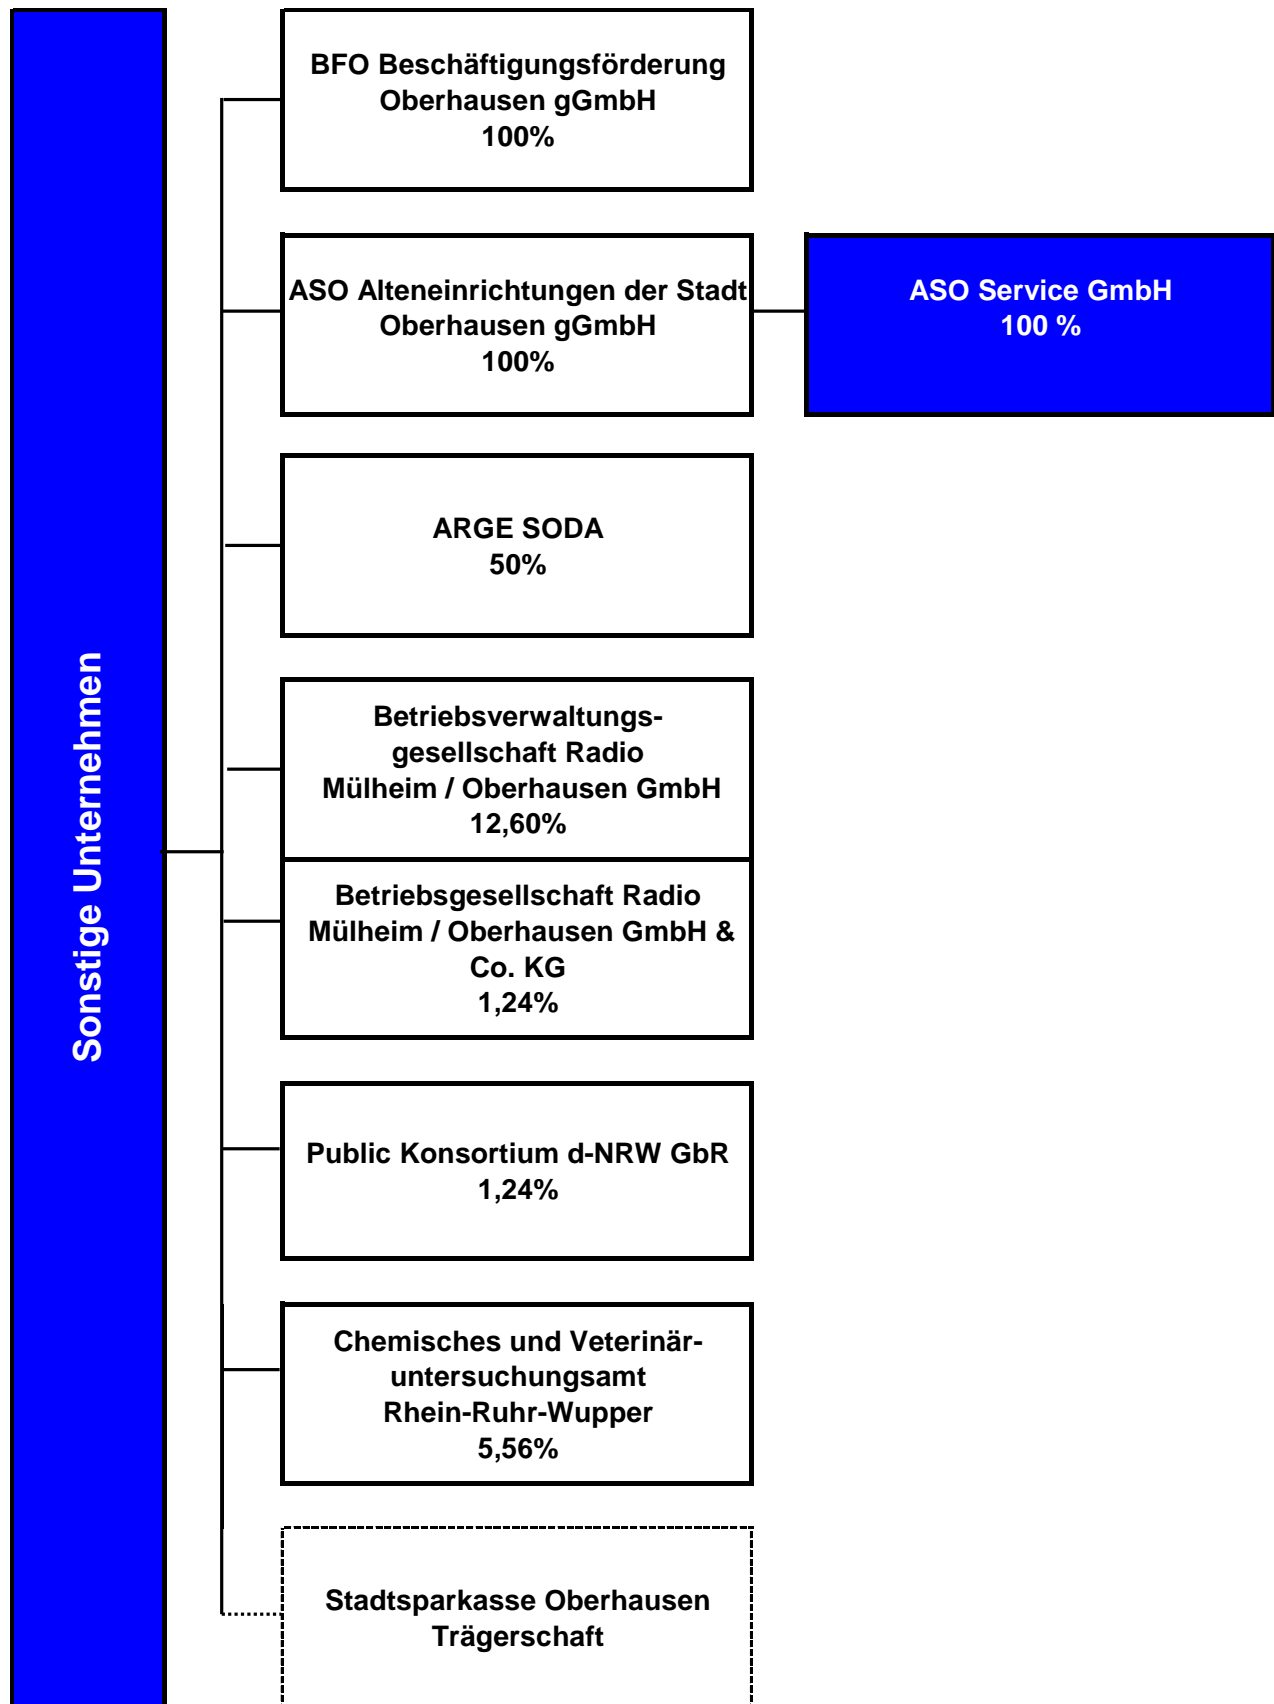 Sonstige Unternehmen
BFO Beschäftigungsförderung
Oberhausen gGmbH
100%
ASO Alteneinrichtungen der Stadt
Oberhausen gGmbH
100%
ASO Service GmbH
100 %
ARGE SODA
50%
Betriebsverwaltungs-
gesellschaft Radio
Mülheim / Oberhausen GmbH
12,60%
Betriebsgesellschaft Radio
Mülheim / Oberhausen GmbH &
Co. KG
1,24%
Public Konsortium d-NRW GbR
1,24%
Chemisches und Veterinär-
untersuchungsamt
Rhein-Ruhr-Wupper
5,56%
Stadtsparkasse Oberhausen
Trägerschaft